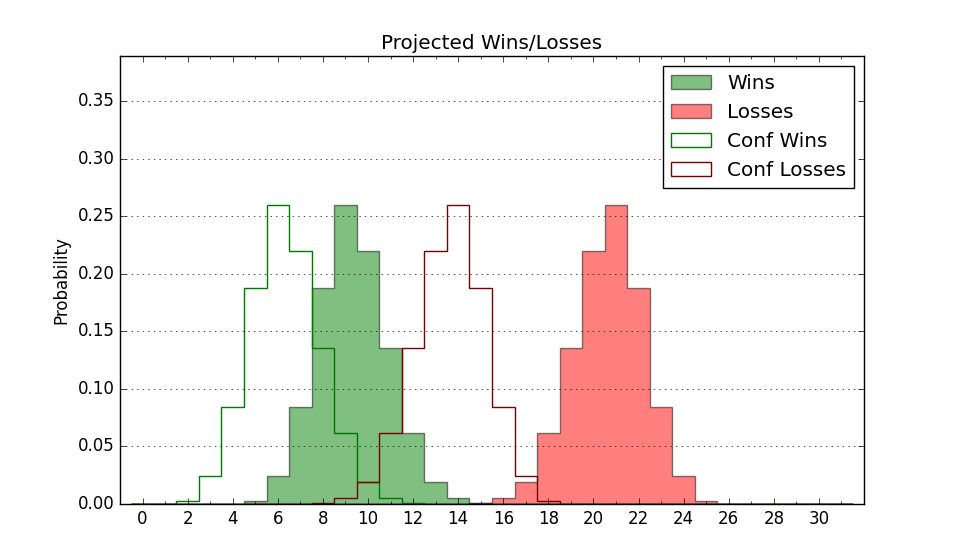 Projected Wins/Losses
Wins
Losses
Conf Wins
Conf Losses
Probability
0.35
0.30
0.25
0.20
0.15
0.10
0.05
0.00
0 2 4 6 8 10 12 14 16 18 20 22 24 26 28 30